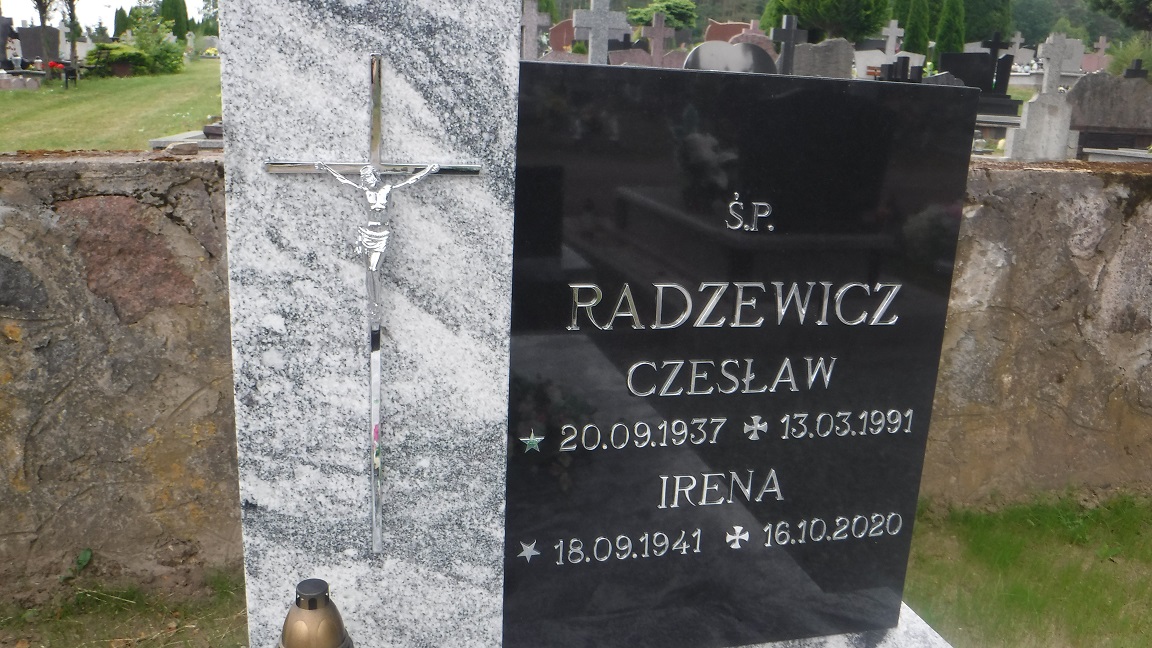 Ś.P.
RADZEWICZ
CZESŁAW
20.09.1937 13.03.1991
IRENA
18.09.1941 16.10.2020